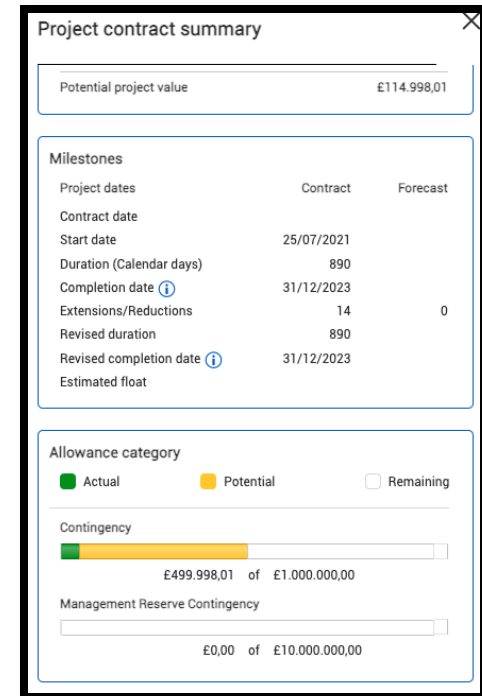 Project contract summary
Potential project value £114.998,01
Milestones
Project dates Contract Forecast
Contract date
Start date 25/07/2021
Duration (Calendar days) 890
Completion date 31/12/2023
Extensions/Reductions 14 0
Revised duration 890
Revised completion date 31/12/2023
Estimated float
Allowance category
Actual Potential Remaining
Contingency
£499.998,01 of £1.000.000,00
Management Reserve Contingency
£0,00 of £10.000.000,00